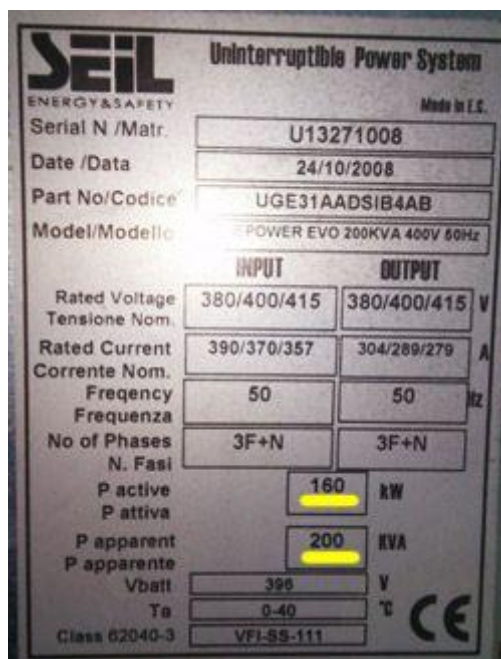 SEIL
Uninterruptible Power System
ENERGY&SAFETY
Made in E.C.
Serial N /Matr. U13271008
Date /Data 24/10/2008
Part No/Codice UGE31AADSIB4AB
Model/Modello POWER EVO 200KVA 400V 50Hz
INPUT OUTPUT
Rated Voltage 380/400/415 380/400/415 V
Tensione Nom.
Rated Current 390/370/357 304/289/279 A
Corrente Nom.
Freqency 50 50 Hz
Frequenza
No of Phases 3F+N 3F+N
N. Fasi
P active 160 kW
P attiva
P apparent 200 KVA
P apparente
Vbatt 396 V
Ta 0-40 °C
Class 62040-3 VFI-SS-111
CE